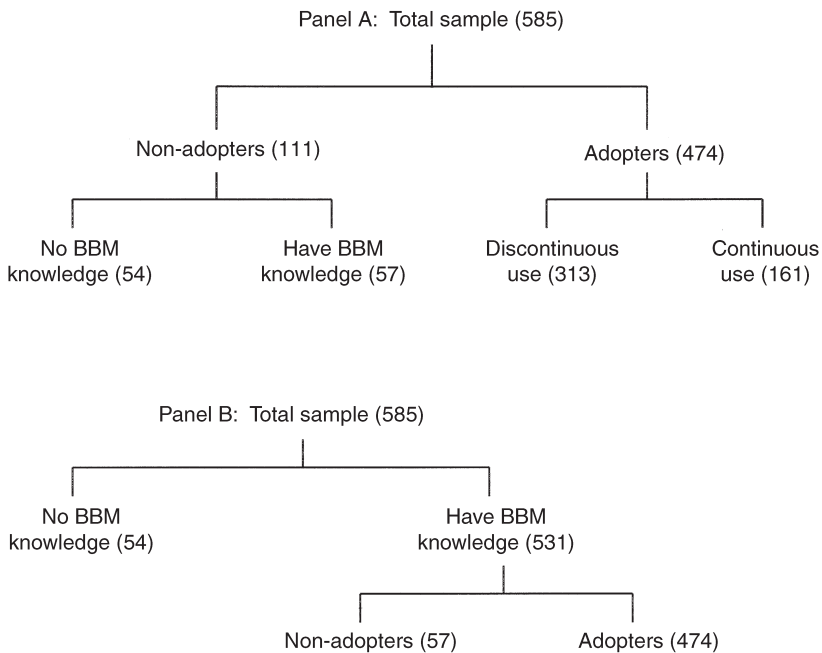 Panel A: Total sample (585)
Non-adopters (111)
Adopters (474)
No BBM
knowledge (54)
Have BBM
knowledge (57)
Discontinuous
use (313)
Continuous
use (161)
Panel B: Total sample (585)
No BBM
knowledge (54)
Have BBM
knowledge (531)
Non-adopters (57)
Adopters (474)